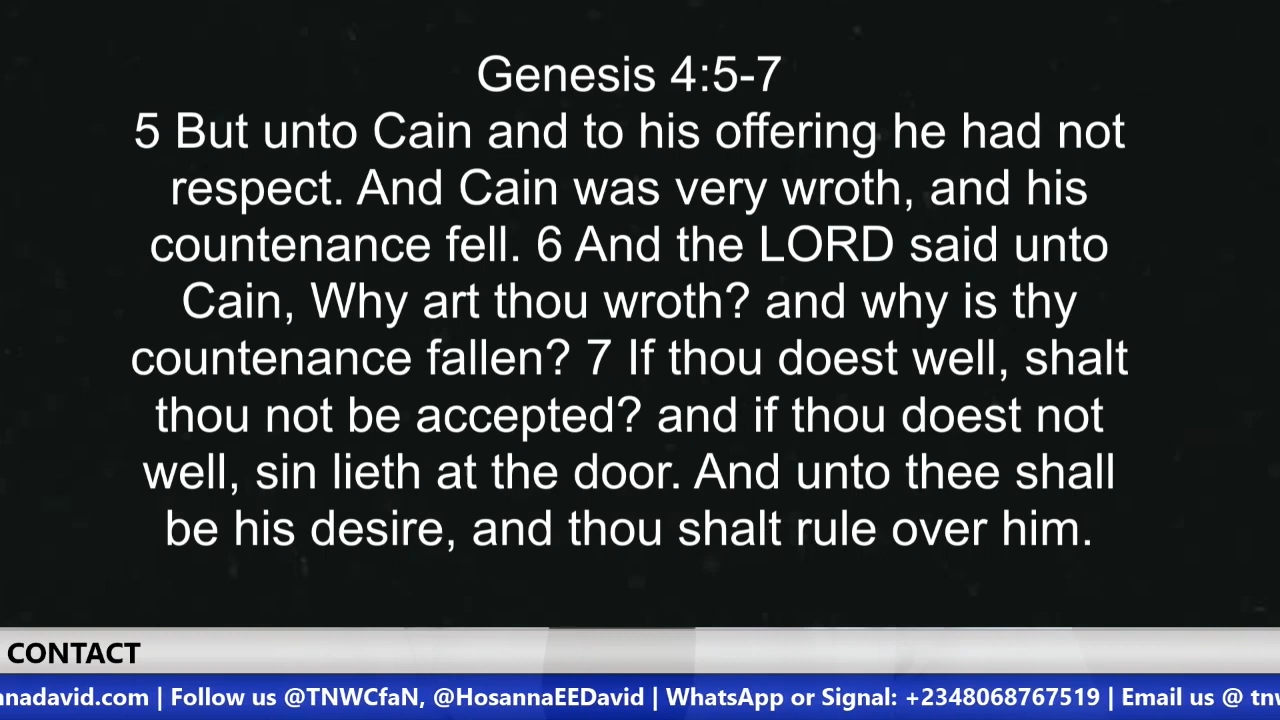 Genesis 4:5-7
5 But unto Cain and to his offering he had not
respect. And Cain was very wroth, and his
countenance fell. 6 And the LORD said unto
Cain, Why art thou wroth? and why is thy
countenance fallen? 7 If thou doest well, shalt
thou not be accepted? and if thou doest not
well, sin lieth at the door. And unto thee shall
be his desire, and thou shalt rule over him.
CONTACT
nnadavid.com | Follow us @TNWCfaN, @HosannaEEDavid | WhatsApp or Signal: +2348068767519 | Email us @